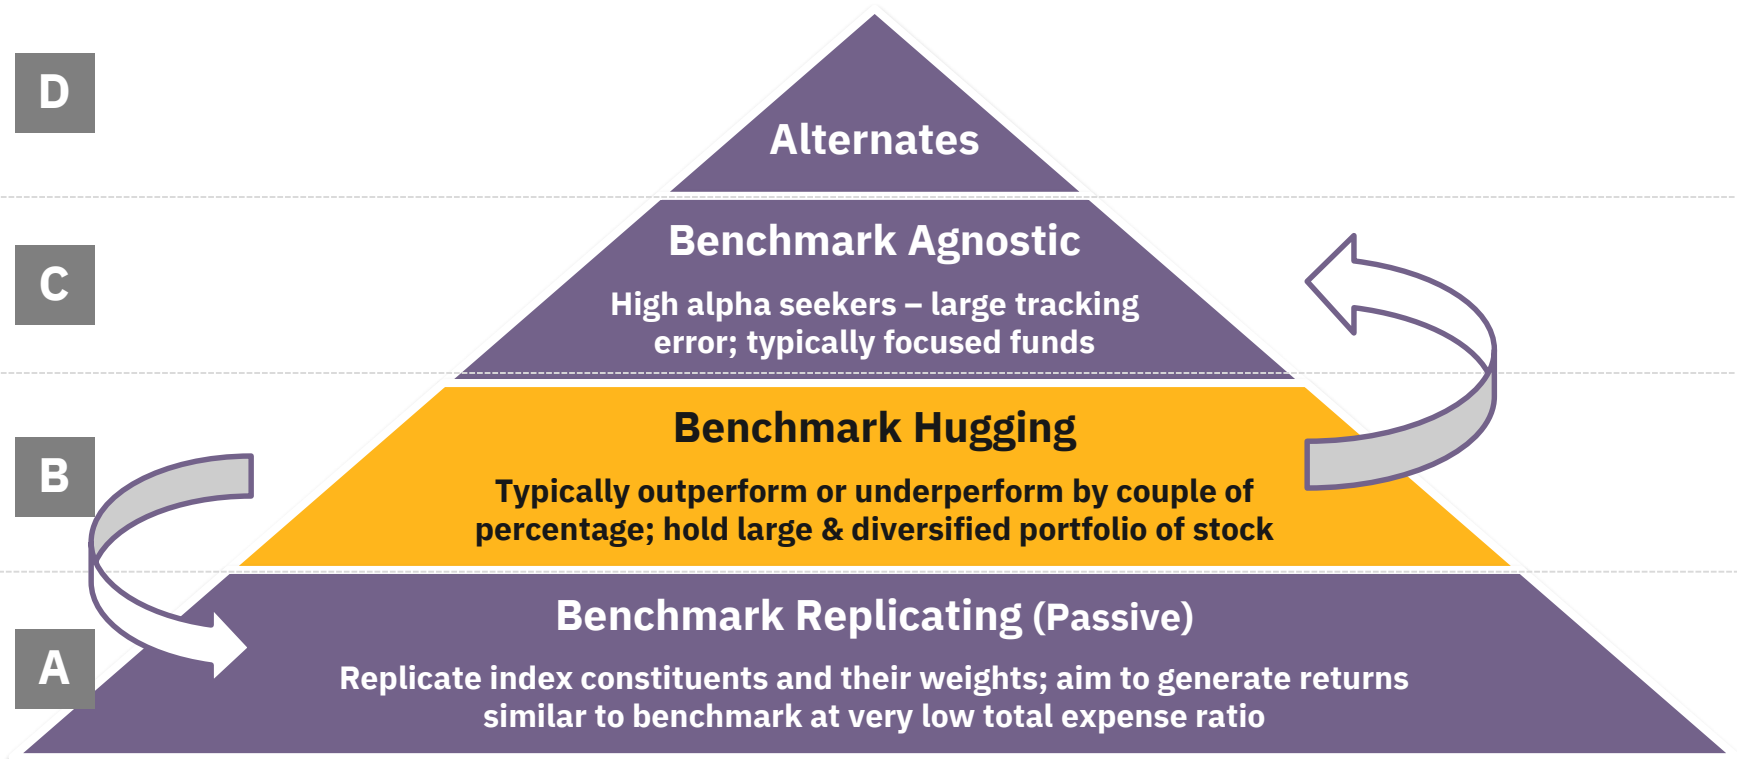 D
Alternates
C
Benchmark Agnostic
High alpha seekers – large tracking
error; typically focused funds
B
Benchmark Hugging
Typically outperform or underperform by couple of
percentage; hold large & diversified portfolio of stock
A
Benchmark Replicating (Passive)
Replicate index constituents and their weights; aim to generate returns
similar to benchmark at very low total expense ratio